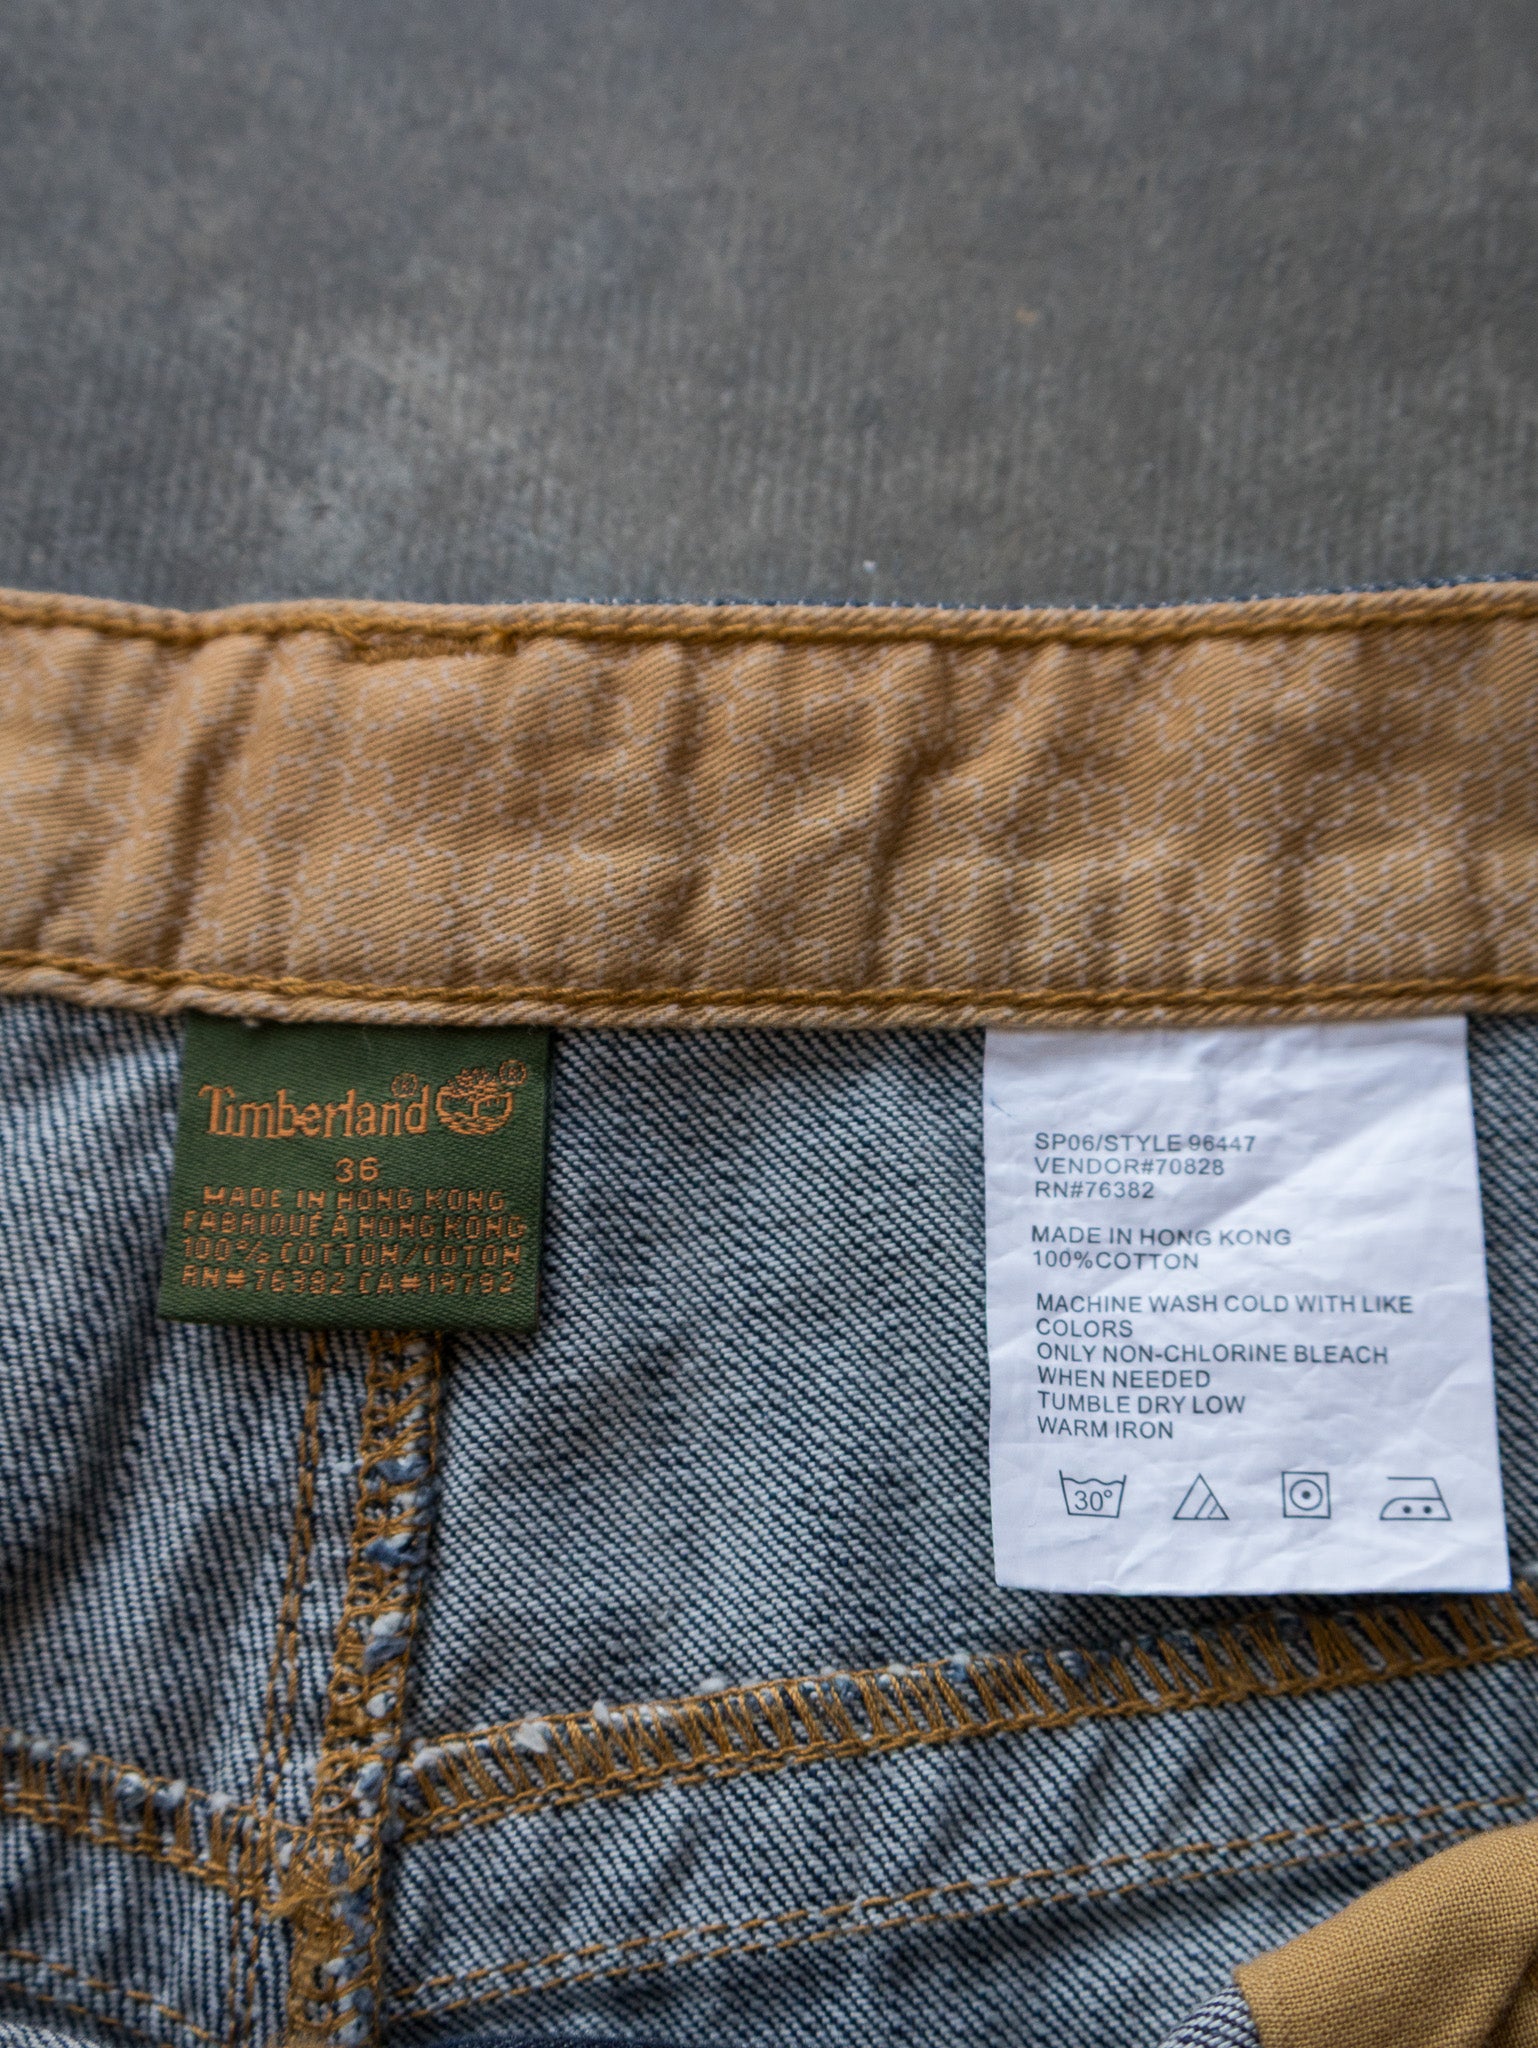 Timberland® ®
36
MADE IN HONG KONG
FABRIQUÉ À HONG KONG
100% COTTON/COTON
RN#76382 CA#19792
SP06/STYLE 96447
VENDOR#70828
RN#76382
MADE IN HONG KONG
100%COTTON
MACHINE WASH COLD WITH LIKE
COLORS
ONLY NON-CHLORINE BLEACH
WHEN NEEDED
TUMBLE DRY LOW
WARM IRON
30°